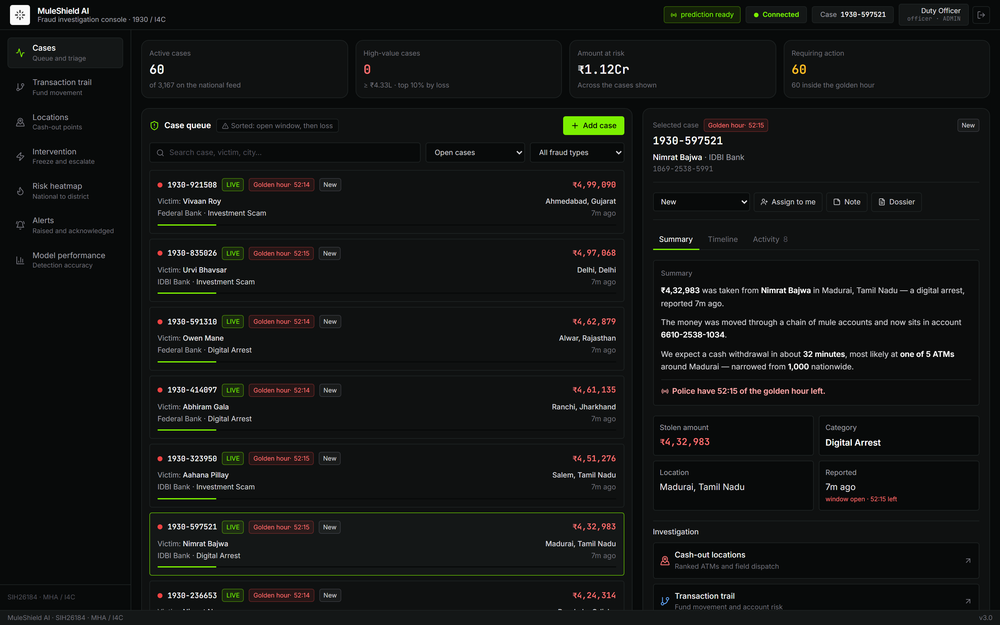 MuleShield AI
Fraud investigation console · 1930 / I4C
prediction ready
Connected
Case 1930-597521
Duty Officer
officer · ADMIN
Cases
Queue and triage
Transaction trail
Fund movement
Locations
Cash-out points
Intervention
Freeze and escalate
Risk heatmap
National to district
Alerts
Raised and acknowledged
Model performance
Detection accuracy
SIH26184 · MHA / I4C
Active cases
60
of 3,167 on the national feed
High-value cases
0
≥ ₹4.33L · top 10% by loss
Amount at risk
₹1.12Cr
Across the cases shown
Requiring action
60
60 inside the golden hour
Case queue
Sorted: open window, then loss
Add case
Search case, victim, city...
Open cases
All fraud types
1930-921508 LIVE Golden hour· 52:14 New ₹4,99,090
Victim: Vivaan Roy Ahmedabad, Gujarat
Federal Bank · Investment Scam 7m ago
1930-835026 LIVE Golden hour· 52:15 New ₹4,97,068
Victim: Urvi Bhavsar Delhi, Delhi
IDBI Bank · Investment Scam 7m ago
1930-591310 LIVE Golden hour· 52:14 New ₹4,62,879
Victim: Owen Mane Alwar, Rajasthan
Federal Bank · Digital Arrest 7m ago
1930-414097 LIVE Golden hour· 52:14 New ₹4,61,135
Victim: Abhiram Gala Ranchi, Jharkhand
Federal Bank · Digital Arrest 7m ago
1930-323950 LIVE Golden hour· 52:15 New ₹4,51,276
Victim: Aahana Pillay Salem, Tamil Nadu
IDBI Bank · Investment Scam 7m ago
1930-597521 LIVE Golden hour· 52:15 New ₹4,32,983
Victim: Nimrat Bajwa Madurai, Tamil Nadu
IDBI Bank · Digital Arrest 7m ago
1930-236653 LIVE Golden hour· 52:14 New ₹4,24,314
Selected case Golden hour· 52:15 New
1930-597521
Nimrat Bajwa · IDBI Bank
1069-2538-5991
New
Assign to me
Note
Dossier
Summary
Timeline
Activity 8
Summary
₹4,32,983 was taken from Nimrat Bajwa in Madurai, Tamil Nadu — a digital arrest,
reported 7m ago.
The money was moved through a chain of mule accounts and now sits in account
6610-2538-1034.
We expect a cash withdrawal in about 32 minutes, most likely at one of 5 ATMs
around Madurai — narrowed from 1,000 nationwide.
Police have 52:15 of the golden hour left.
Stolen amount
₹4,32,983
Category
Digital Arrest
Location
Madurai, Tamil Nadu
Reported
7m ago
window open · 52:15 left
Investigation
Cash-out locations
Ranked ATMs and field dispatch
Transaction trail
Fund movement and account risk
MuleShield AI · SIH26184 · MHA / I4C
v3.0